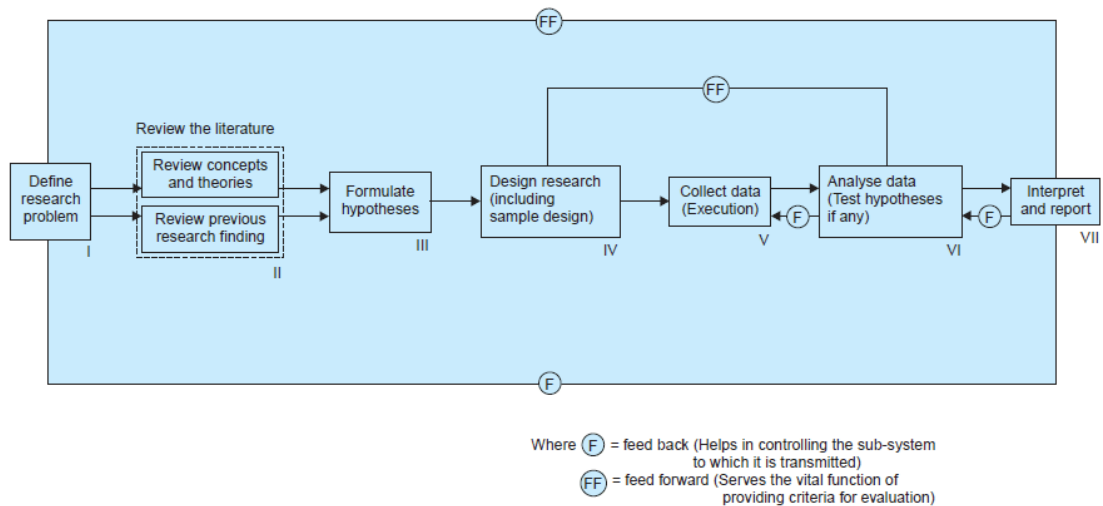 FF
FF
Review the literature
Define
research
problem
I
Review concepts
and theories
Review previous
research finding
II
Formulate
hypotheses
III
Design research
(including
sample design)
IV
Collect data
(Execution)
V
F
Analyse data
(Test hypotheses
if any)
VI
F
Interpret
and report
VII
F
Where F = feed back (Helps in controlling the sub-system
to which it is transmitted)
FF = feed forward (Serves the vital function of
providing criteria for evaluation)